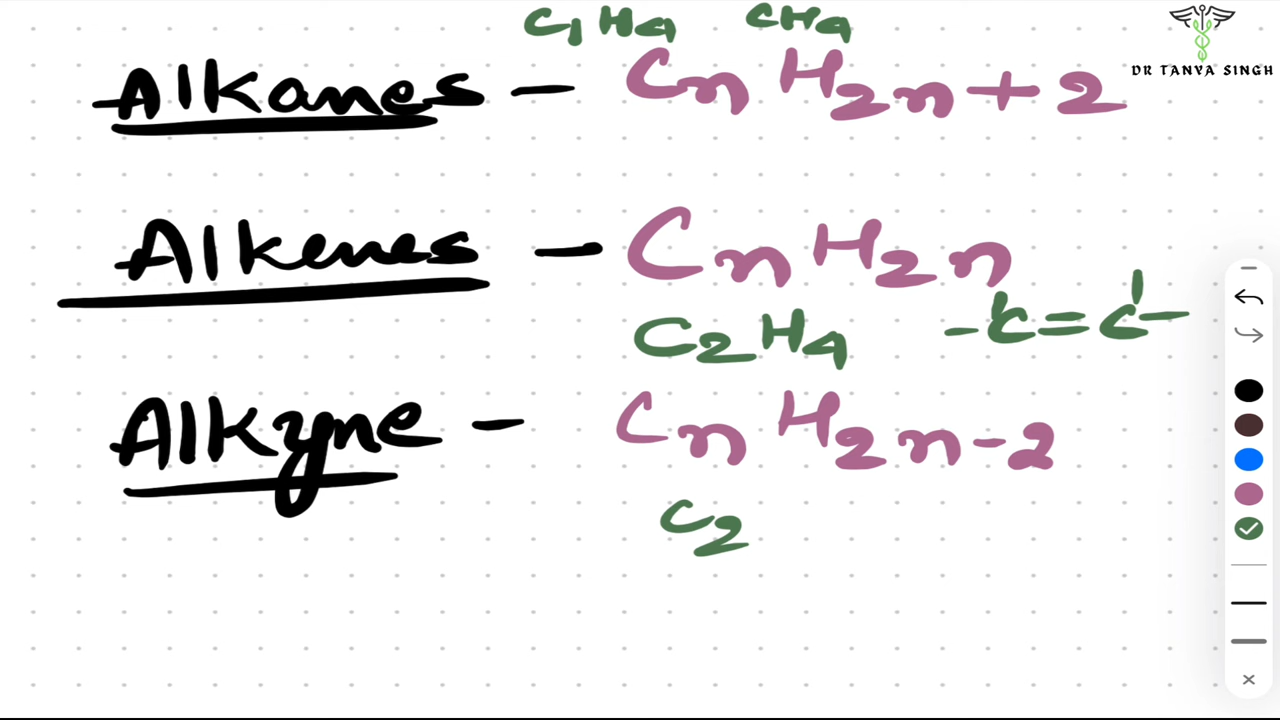 C1H4 CH4
DR TANYA SINGH
Alkanes - CnH2n+2
Alkenes - CnH2n
C2H4 -C=C-
Alkyne - CnH2n-2
C2